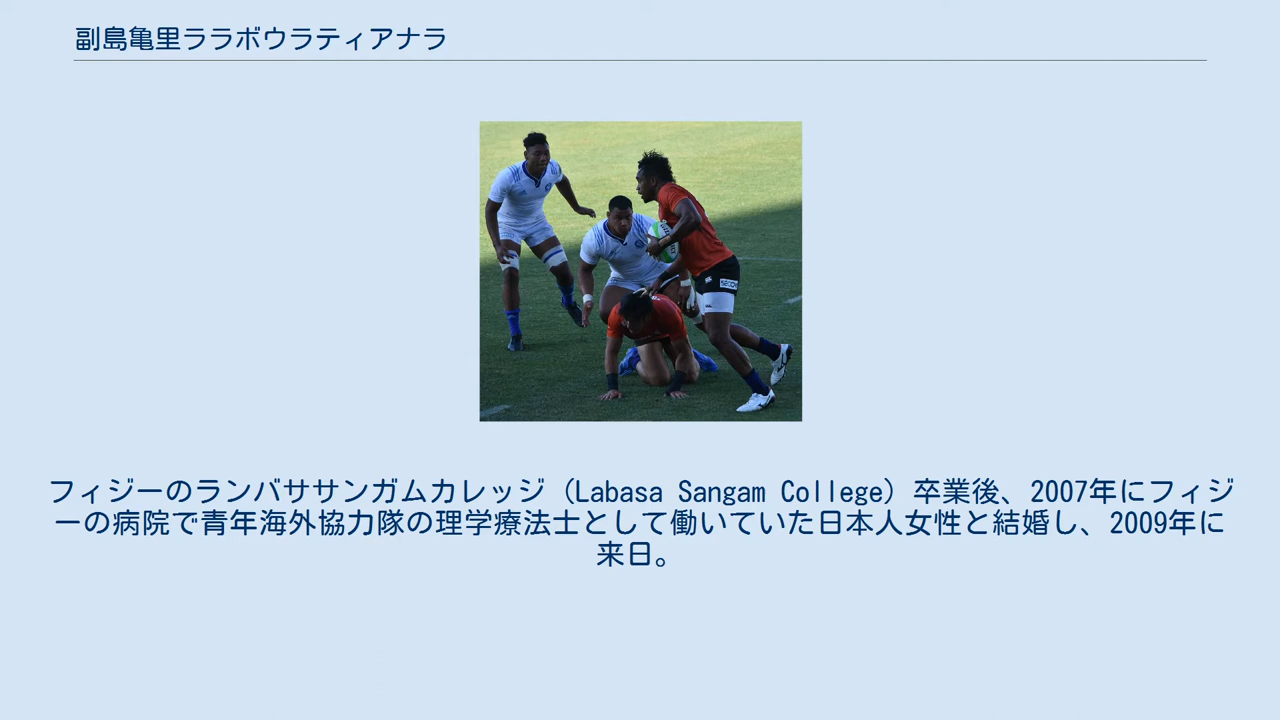 副島亀里ララボウラティアナラ
フィジーのランバササンガムカレッジ（Labasa Sangam College）卒業後、2007年にフィジ
ーの病院で青年海外協力隊の理学療法士として働いていた日本人女性と結婚し、2009年に
来日。